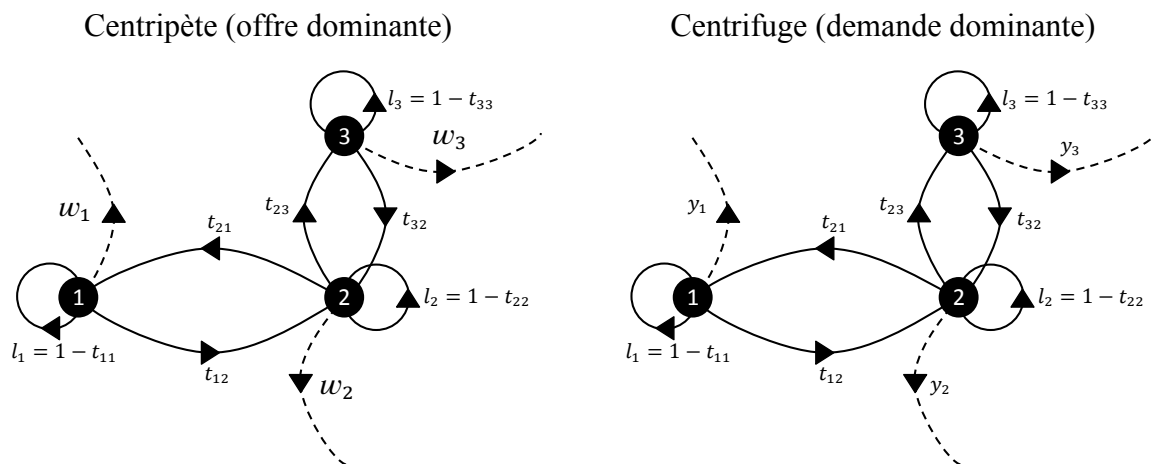 Centripète (offre dominante)
l₃ = 1 − t₃₃
3
w₃
w₁
t₂₃
t₃₂
t₂₁
1
2
l₂ = 1 − t₂₂
l₁ = 1 − t₁₁
t₁₂
w₂
Centrifuge (demande dominante)
l₃ = 1 − t₃₃
3
y₃
y₁
t₂₃
t₃₂
t₂₁
1
2
l₂ = 1 − t₂₂
l₁ = 1 − t₁₁
t₁₂
y₂